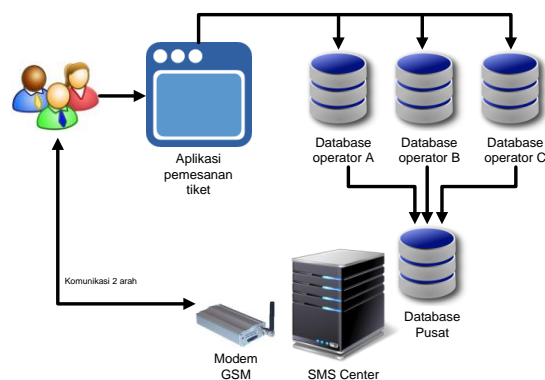 Aplikasi
pemesanan
tiket
Database
operator A
Database
operator B
Database
operator C
Komunikasi 2 arah
Database
Pusat
Modem
GSM
SMS Center